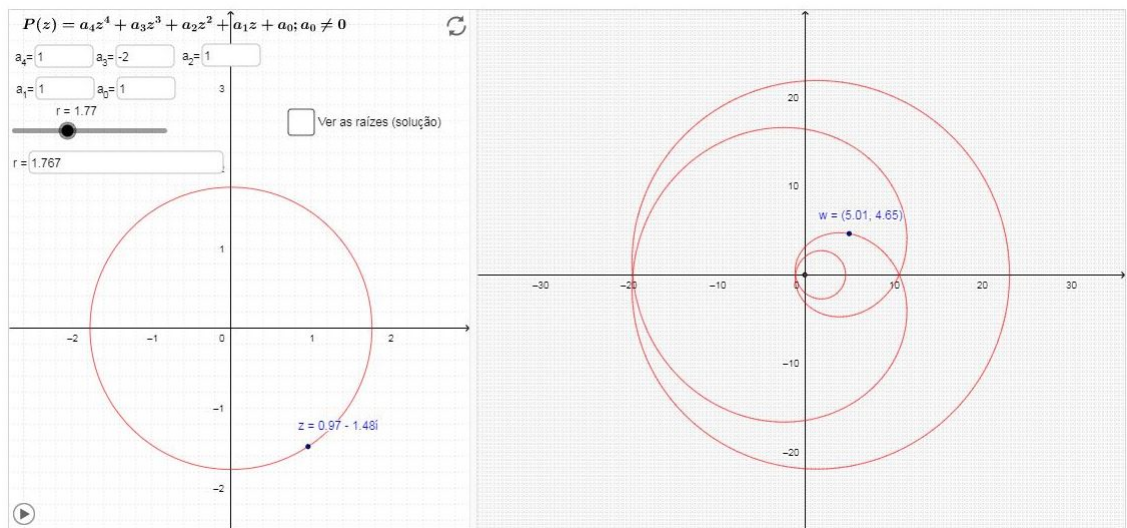 P(z) = a₄z⁴ + a₃z³ + a₂z² + a₁z + a₀; a₀ ≠ 0
a₄= 1 a₃= -2 a₂= 1
a₁= 1 a₀= 1
r = 1.77
Ver as raízes (solução)
r = 1.767
3
1
−2 −1 0 1 2
−1
z = 0.97 - 1.48i
−2
20
10
w = (5.01, 4.65)
−30 −20 −10 0 10 20 30
−10
−20